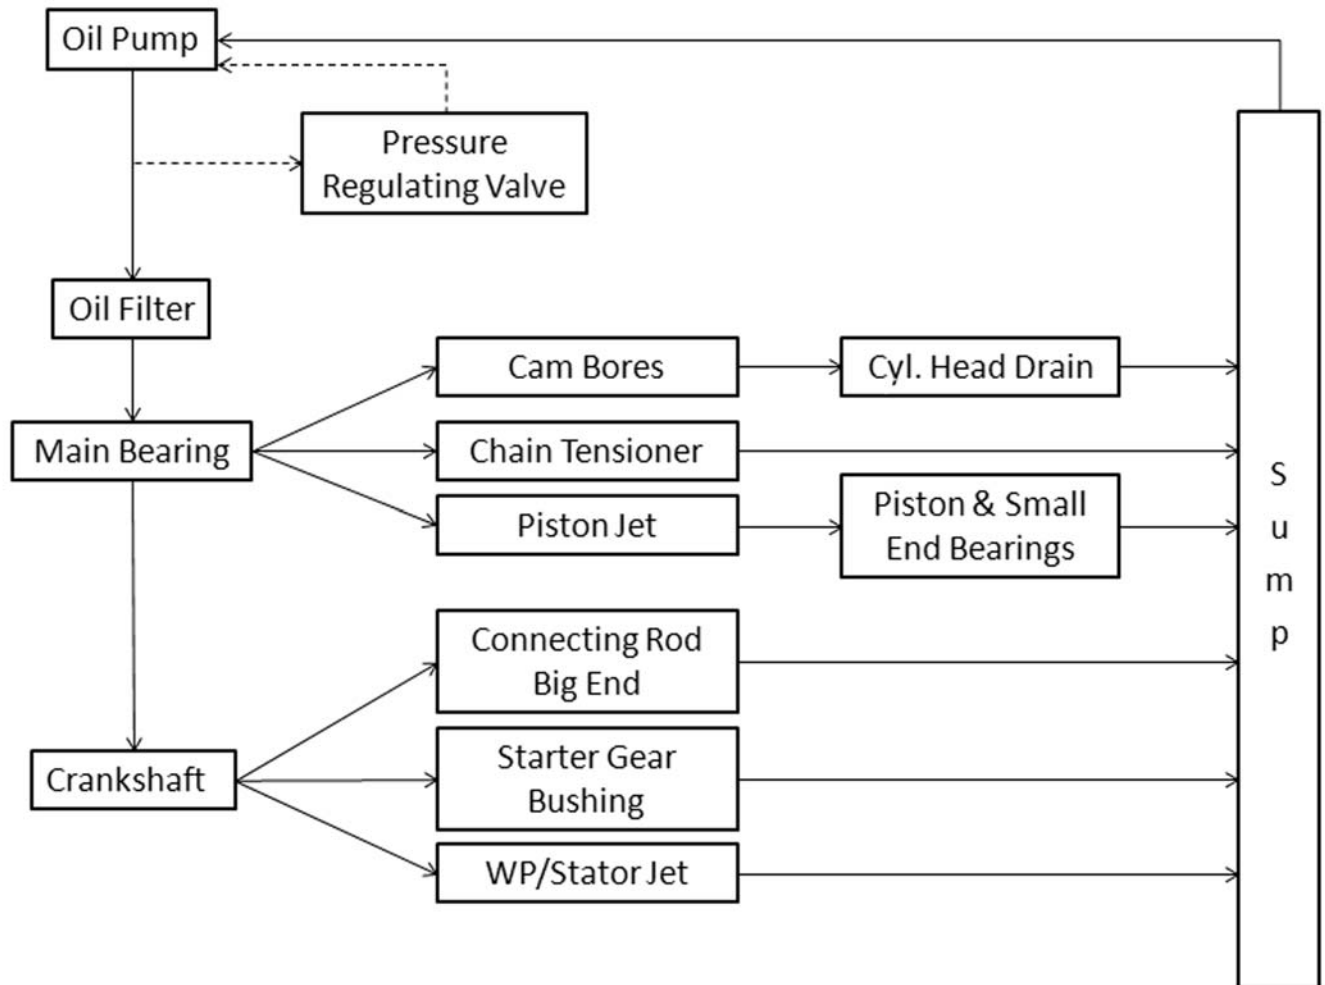 Oil Pump
Pressure
Regulating Valve
Oil Filter
Cam Bores
Cyl. Head Drain
Main Bearing
Chain Tensioner
Piston Jet
Piston & Small
End Bearings
S
u
m
p
Connecting Rod
Big End
Starter Gear
Bushing
Crankshaft
WP/Stator Jet